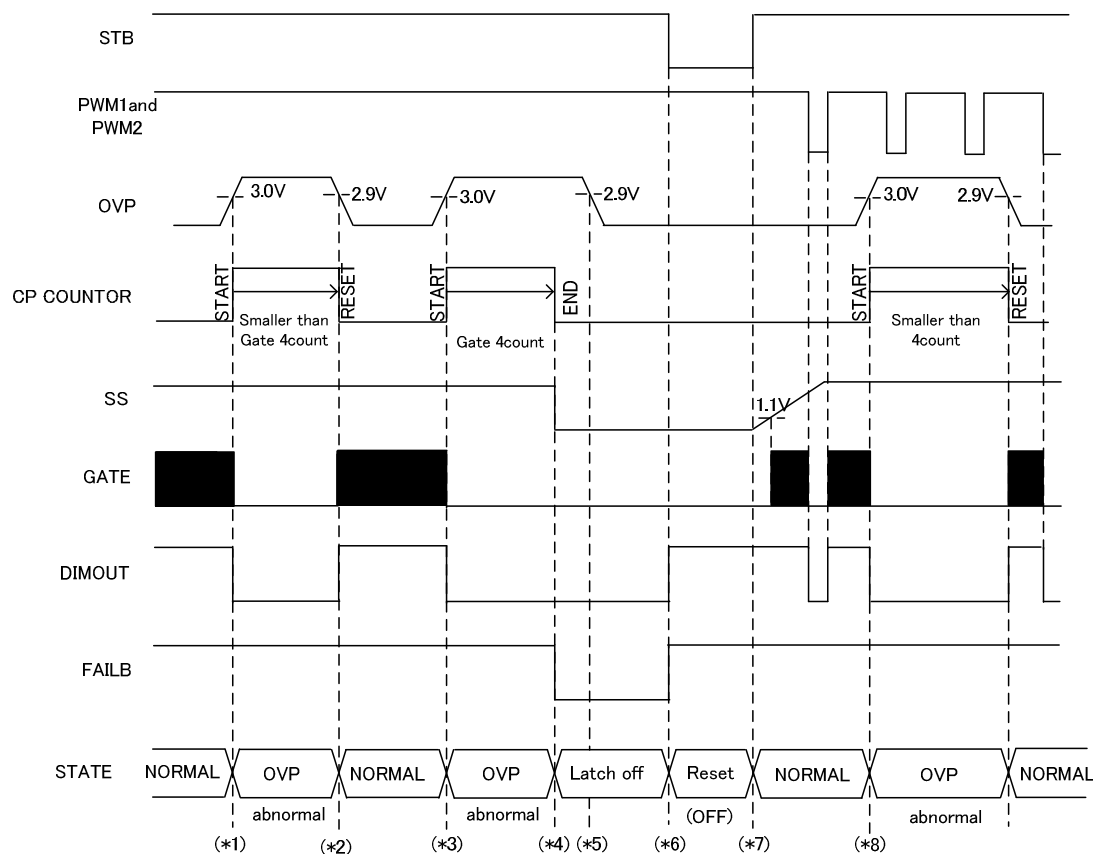 STB
PWM1and
PWM2
OVP
3.0V
2.9V
3.0V
2.9V
3.0V
2.9V
CP COUNTOR
START
RESET
START
END
START
RESET
Smaller than
Gate 4count
Gate 4count
Smaller than
4count
SS
1.1V
GATE
DIMOUT
FAILB
STATE
NORMAL
OVP
NORMAL
OVP
Latch off
Reset
NORMAL
OVP
NORMAL
abnormal
abnormal
(OFF)
abnormal
(*1)
(*2)
(*3)
(*4)
(*5)
(*6)
(*7)
(*8)